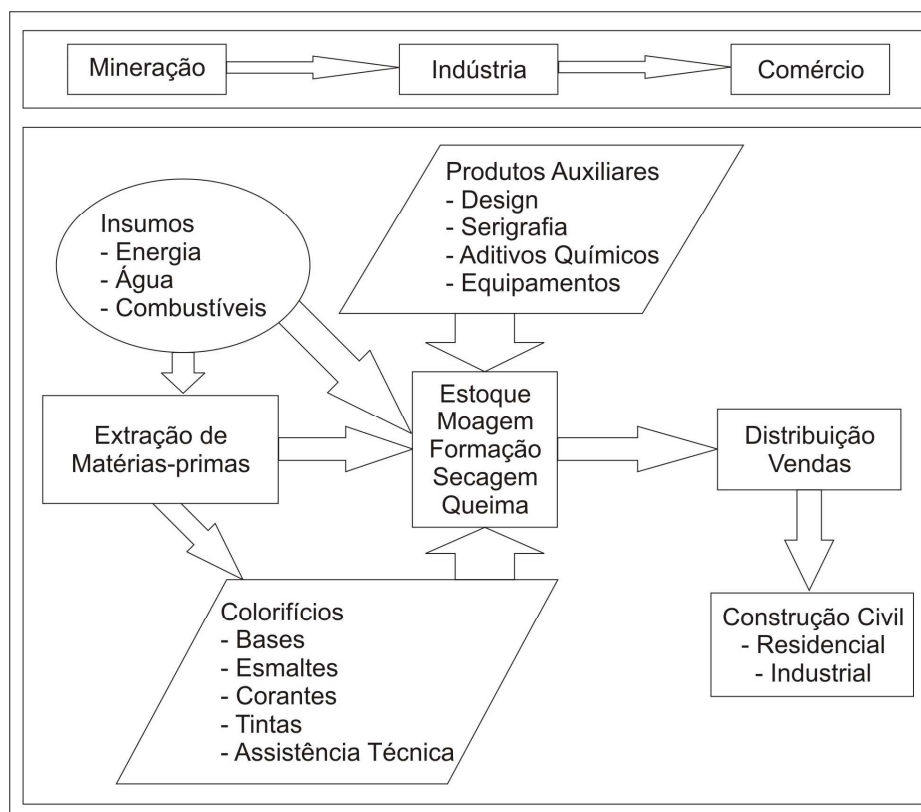 Mineração
Indústria
Comércio
Insumos
- Energia
- Água
- Combustíveis
Produtos Auxiliares
- Design
- Serigrafia
- Aditivos Químicos
- Equipamentos
Extração de
Matérias-primas
Estoque
Moagem
Formação
Secagem
Queima
Distribuição
Vendas
Colorifícios
- Bases
- Esmaltes
- Corantes
- Tintas
- Assistência Técnica
Construção Civil
- Residencial
- Industrial